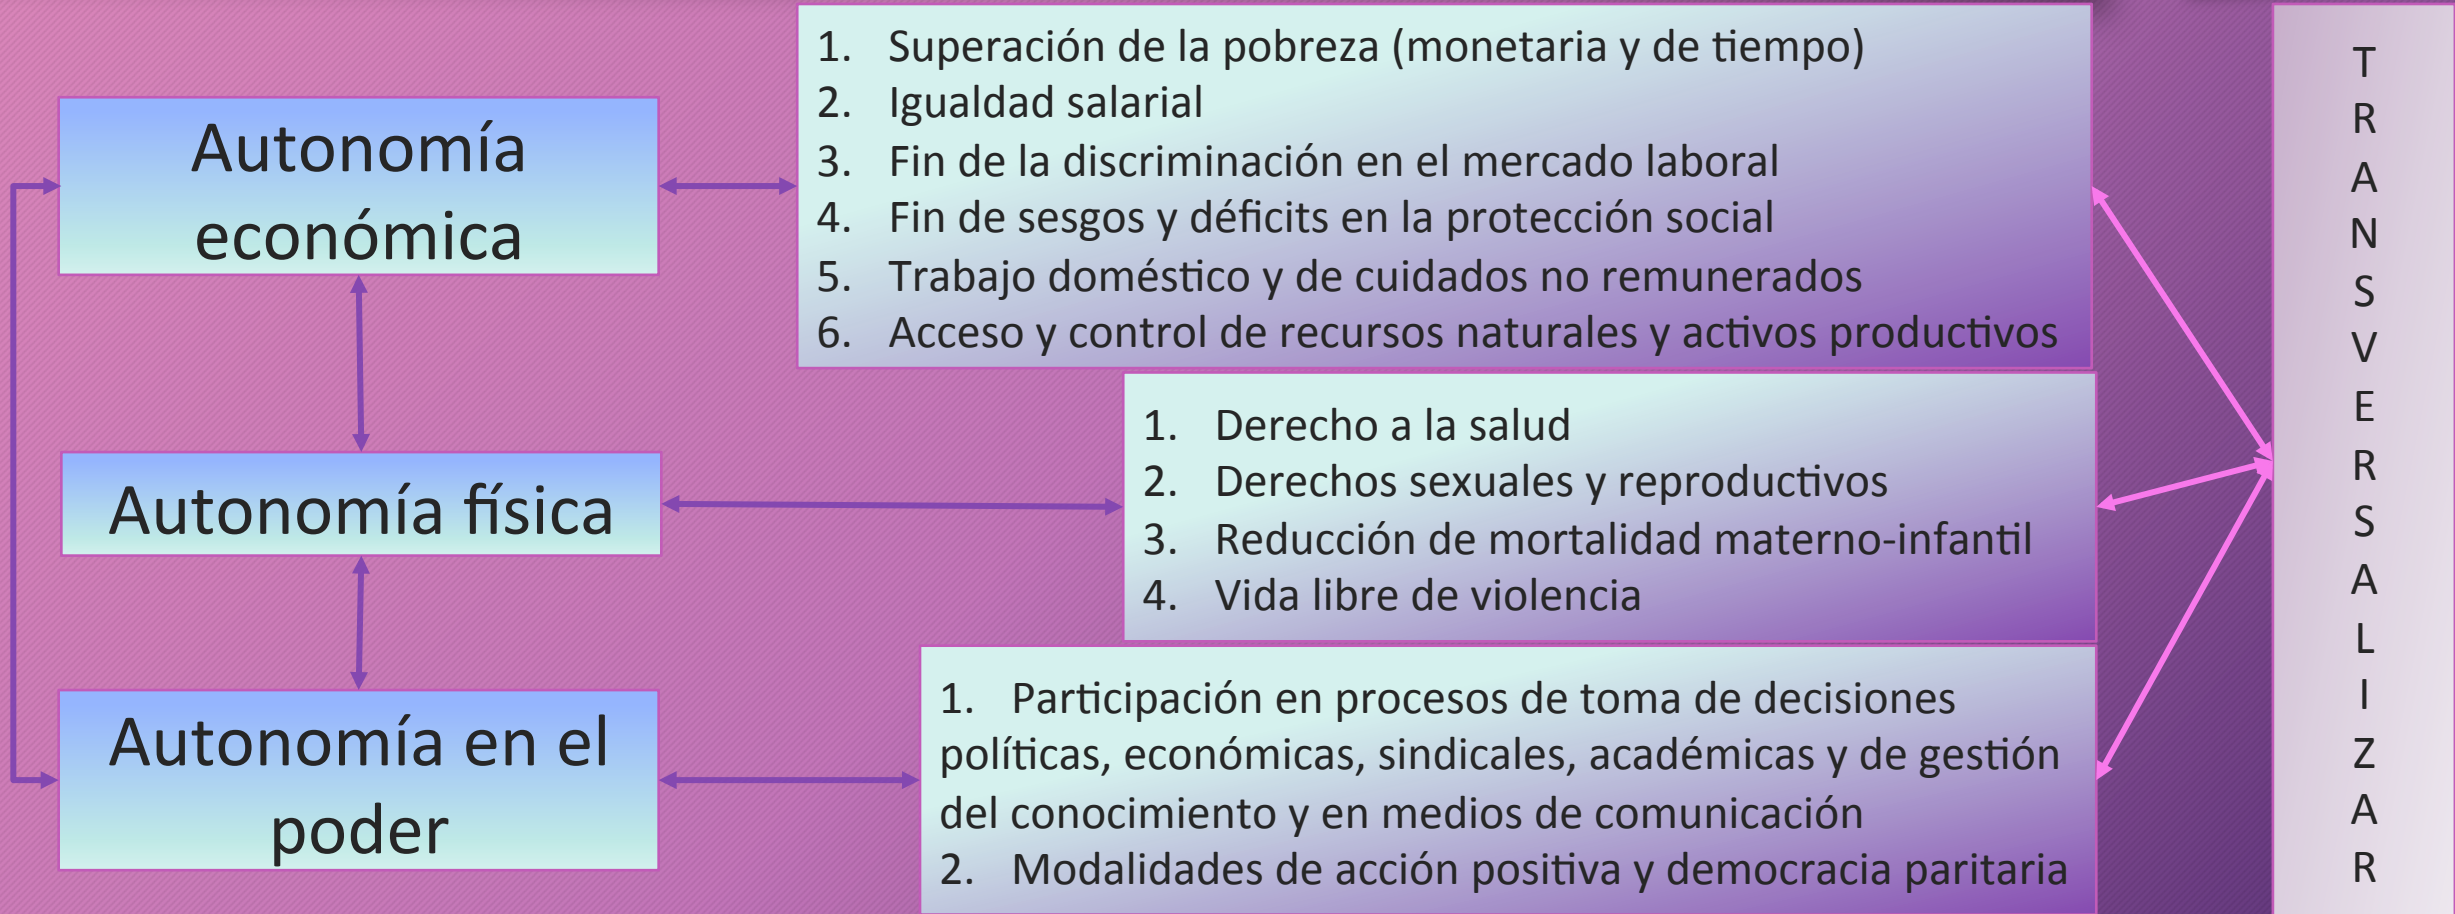 Autonomía
económica
1. Superación de la pobreza (monetaria y de tiempo)
2. Igualdad salarial
3. Fin de la discriminación en el mercado laboral
4. Fin de sesgos y déficits en la protección social
5. Trabajo doméstico y de cuidados no remunerados
6. Acceso y control de recursos naturales y activos productivos
Autonomía física
1. Derecho a la salud
2. Derechos sexuales y reproductivos
3. Reducción de mortalidad materno-infantil
4. Vida libre de violencia
Autonomía en el
poder
1. Participación en procesos de toma de decisiones
políticas, económicas, sindicales, académicas y de gestión
del conocimiento y en medios de comunicación
2. Modalidades de acción positiva y democracia paritaria
T
R
A
N
S
V
E
R
S
A
L
I
Z
A
R